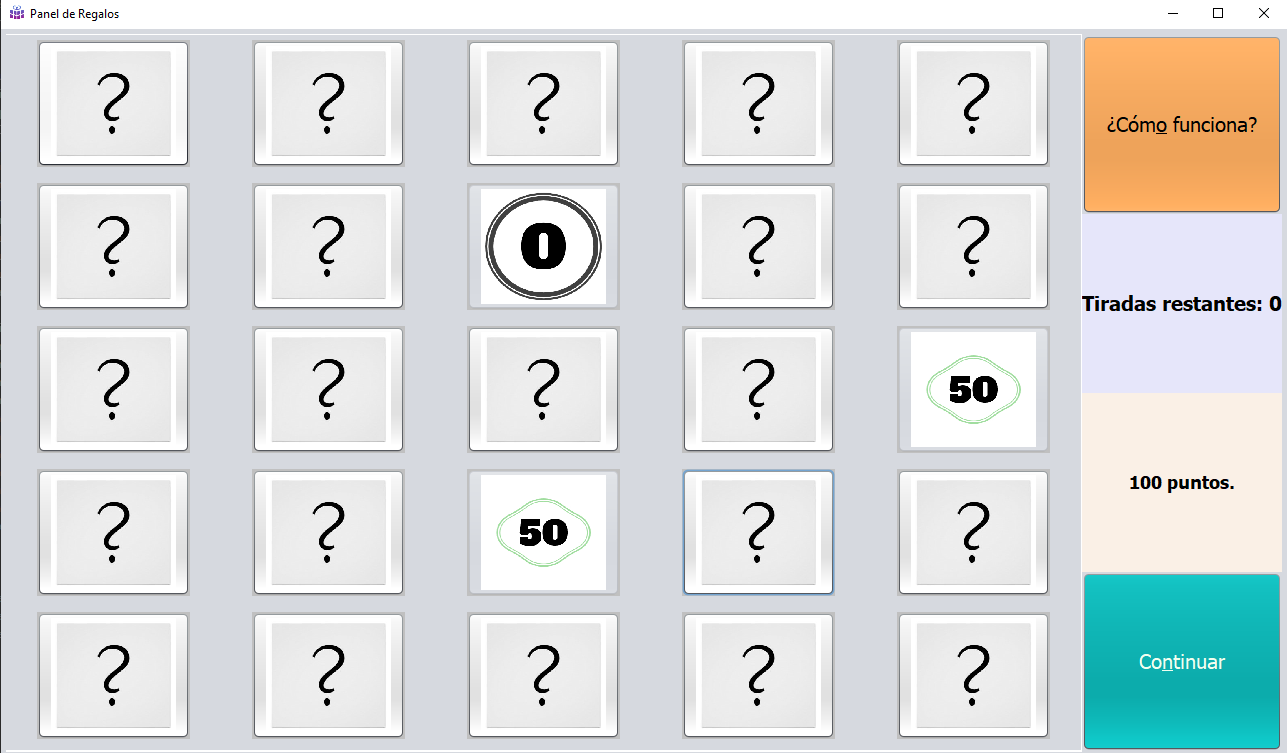 Panel de Regalos
? ? ? ? ?
¿Cómo funciona?
? ? 0 ? ?
Tiradas restantes: 0
? ? ? ? 50
100 puntos.
? ? 50 ? ?
Continuar
? ? ? ? ?